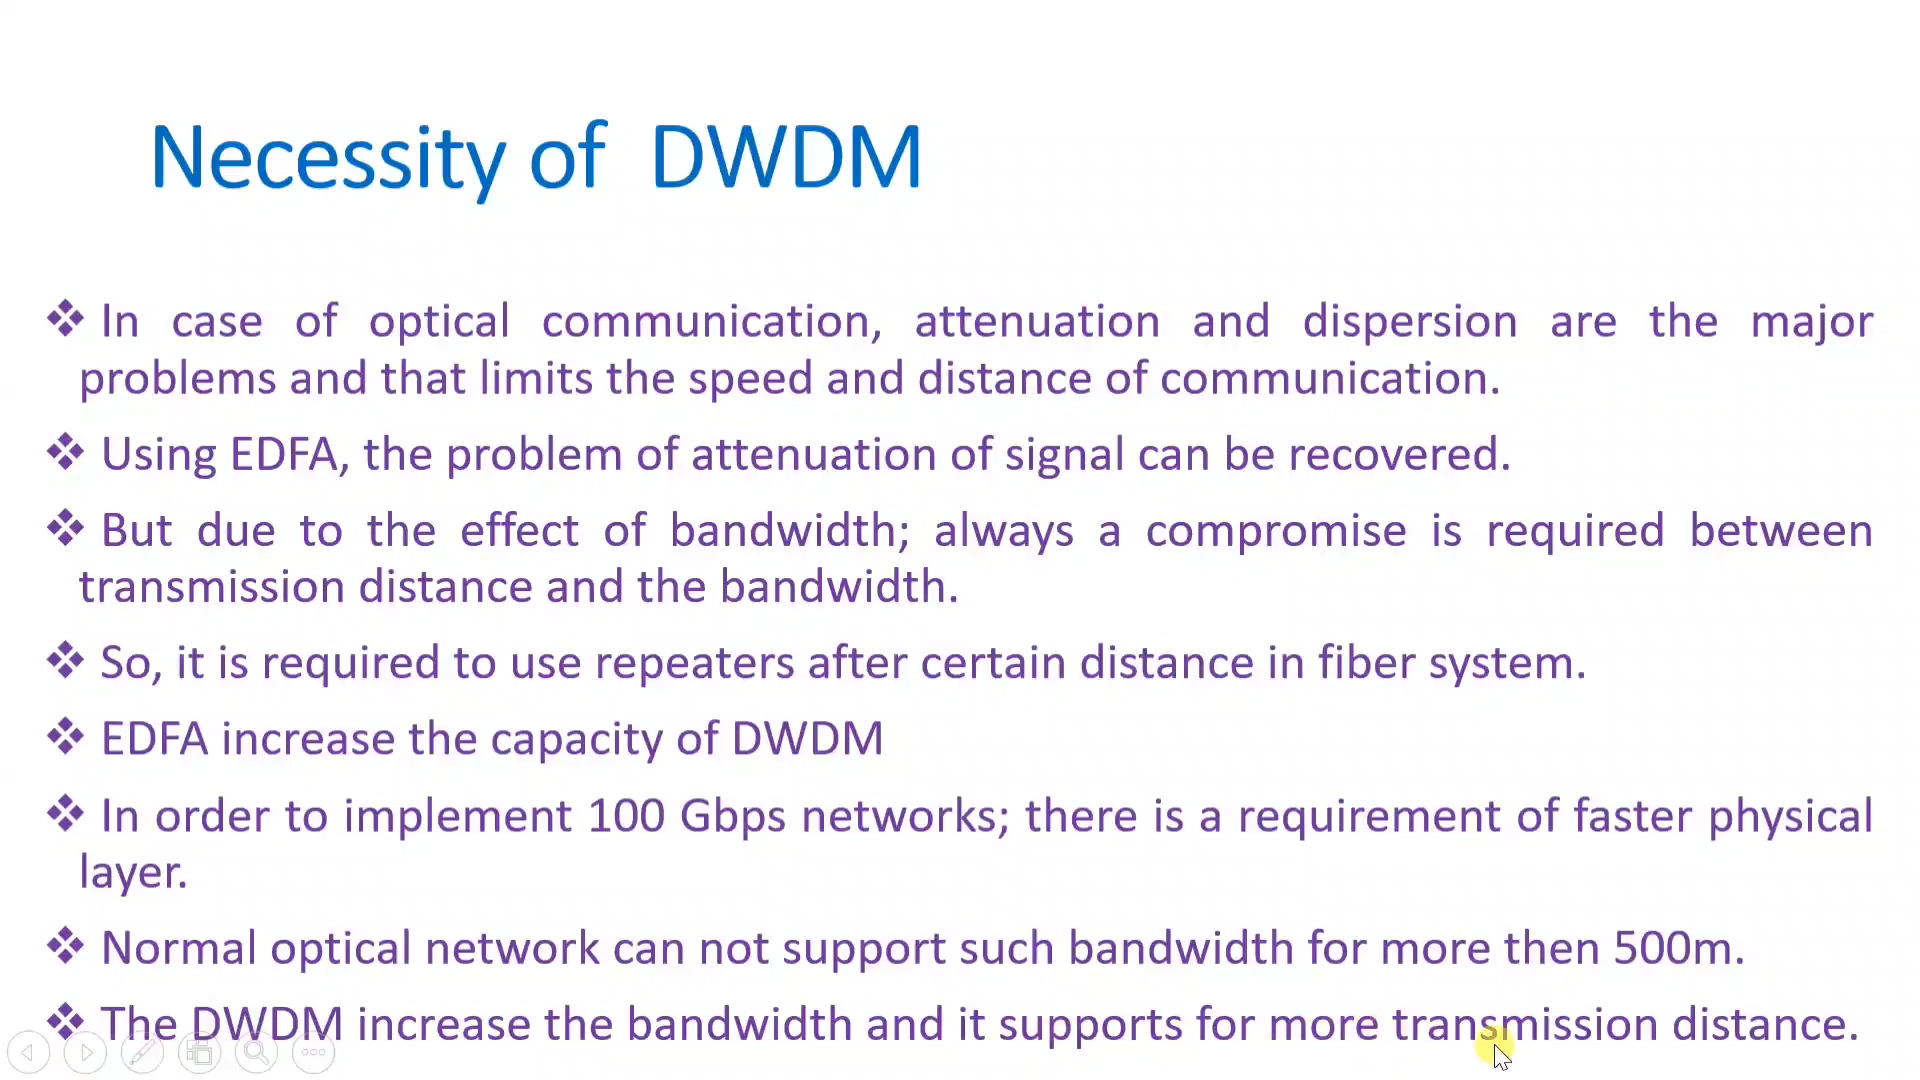 Necessity of DWDM
In case of optical communication, attenuation and dispersion are the major
problems and that limits the speed and distance of communication.
Using EDFA, the problem of attenuation of signal can be recovered.
But due to the effect of bandwidth; always a compromise is required between
transmission distance and the bandwidth.
So, it is required to use repeaters after certain distance in fiber system.
EDFA increase the capacity of DWDM
In order to implement 100 Gbps networks; there is a requirement of faster physical
layer.
Normal optical network can not support such bandwidth for more then 500m.
The DWDM increase the bandwidth and it supports for more transmission distance.